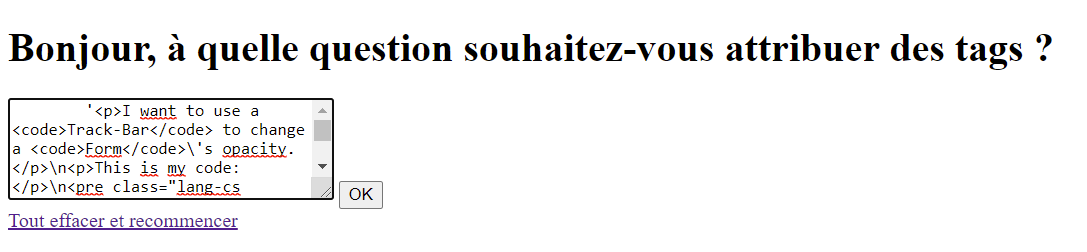 Bonjour, à quelle question souhaitez-vous attribuer des tags ?
'<p>I want to use a
<code>Track-Bar</code> to change
a <code>Form</code>\'s opacity.
</p>\n<p>This is my code:
</p>\n<pre class="lang-cs
OK
Tout effacer et recommencer